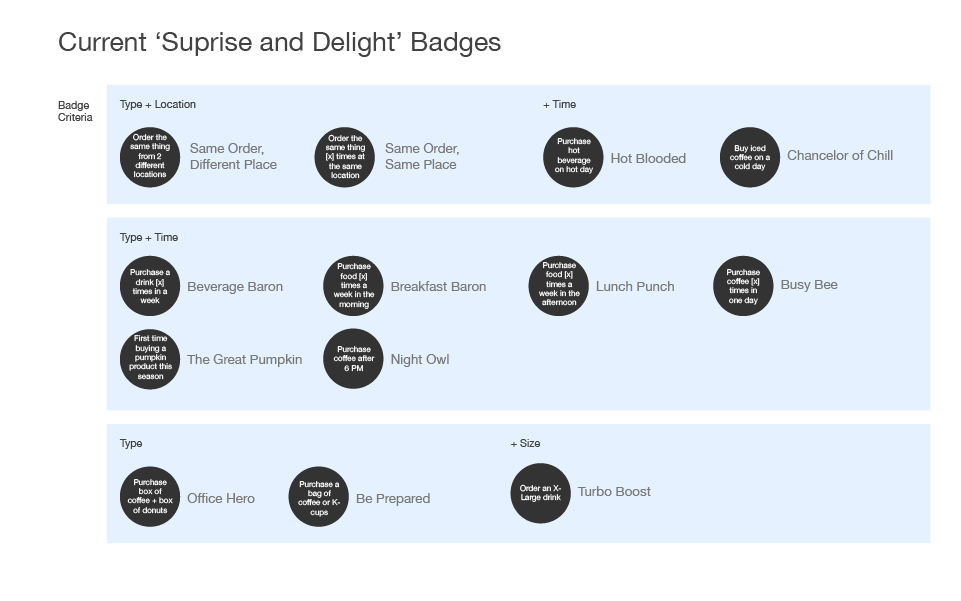 Current ‘Suprise and Delight’ Badges
Badge
Criteria
Type + Location
Order the
same thing
from 2
different
locations
Same Order,
Different Place
Order the
same thing
[x] times at
the same
location
Same Order,
Same Place
+ Time
Purchase
hot
beverage
on hot day
Hot Blooded
Buy iced
coffee on a
cold day
Chancelor of Chill
Type + Time
Purchase a
drink [x]
times in a
week
Beverage Baron
Purchase
food [x]
times a
week in the
morning
Breakfast Baron
Purchase
food [x]
times a
week in the
afternoon
Lunch Punch
Purchase
coffee [x]
times in
one day
Busy Bee
First time
buying a
pumpkin
product this
season
The Great Pumpkin
Purchase
coffee after
6 PM
Night Owl
Type
Purchase
box of
coffee + box
of donuts
Office Hero
Purchase a
bag of
coffee or K-
cups
Be Prepared
+ Size
Order an X-
Large drink
Turbo Boost